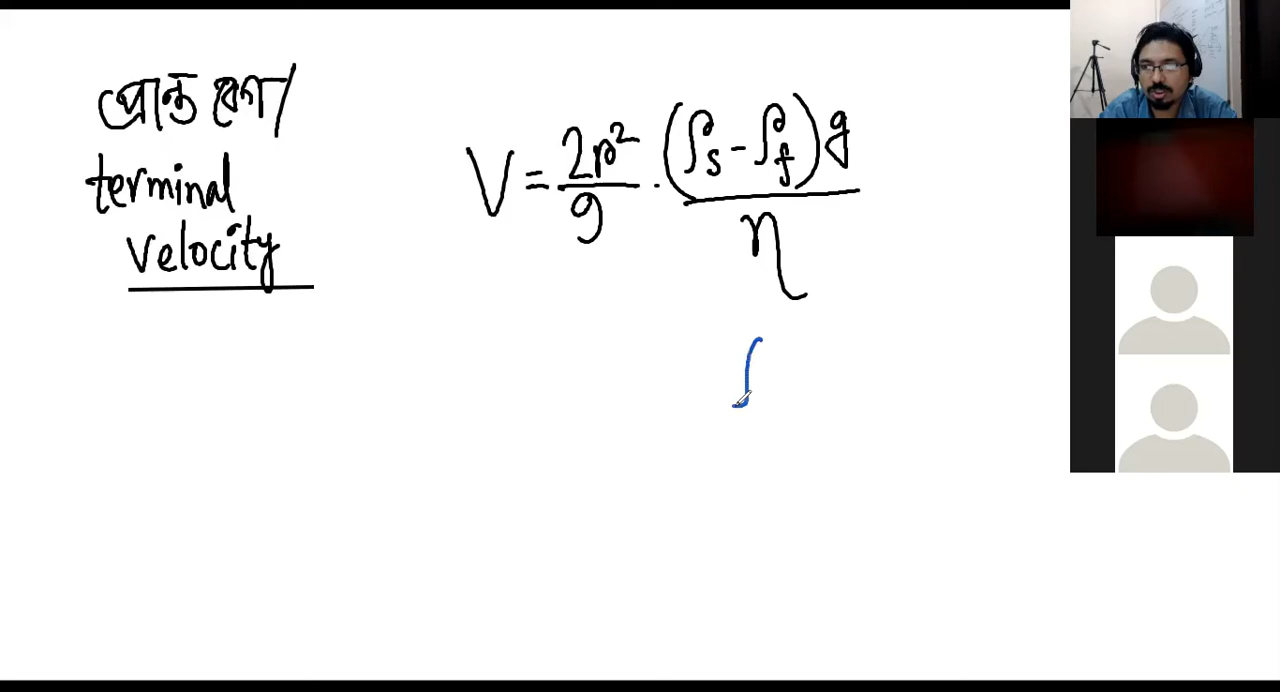 প্রান্ত বেগ/
terminal
velocity
V = 2r²/9 · (ρs - ρf)g/η